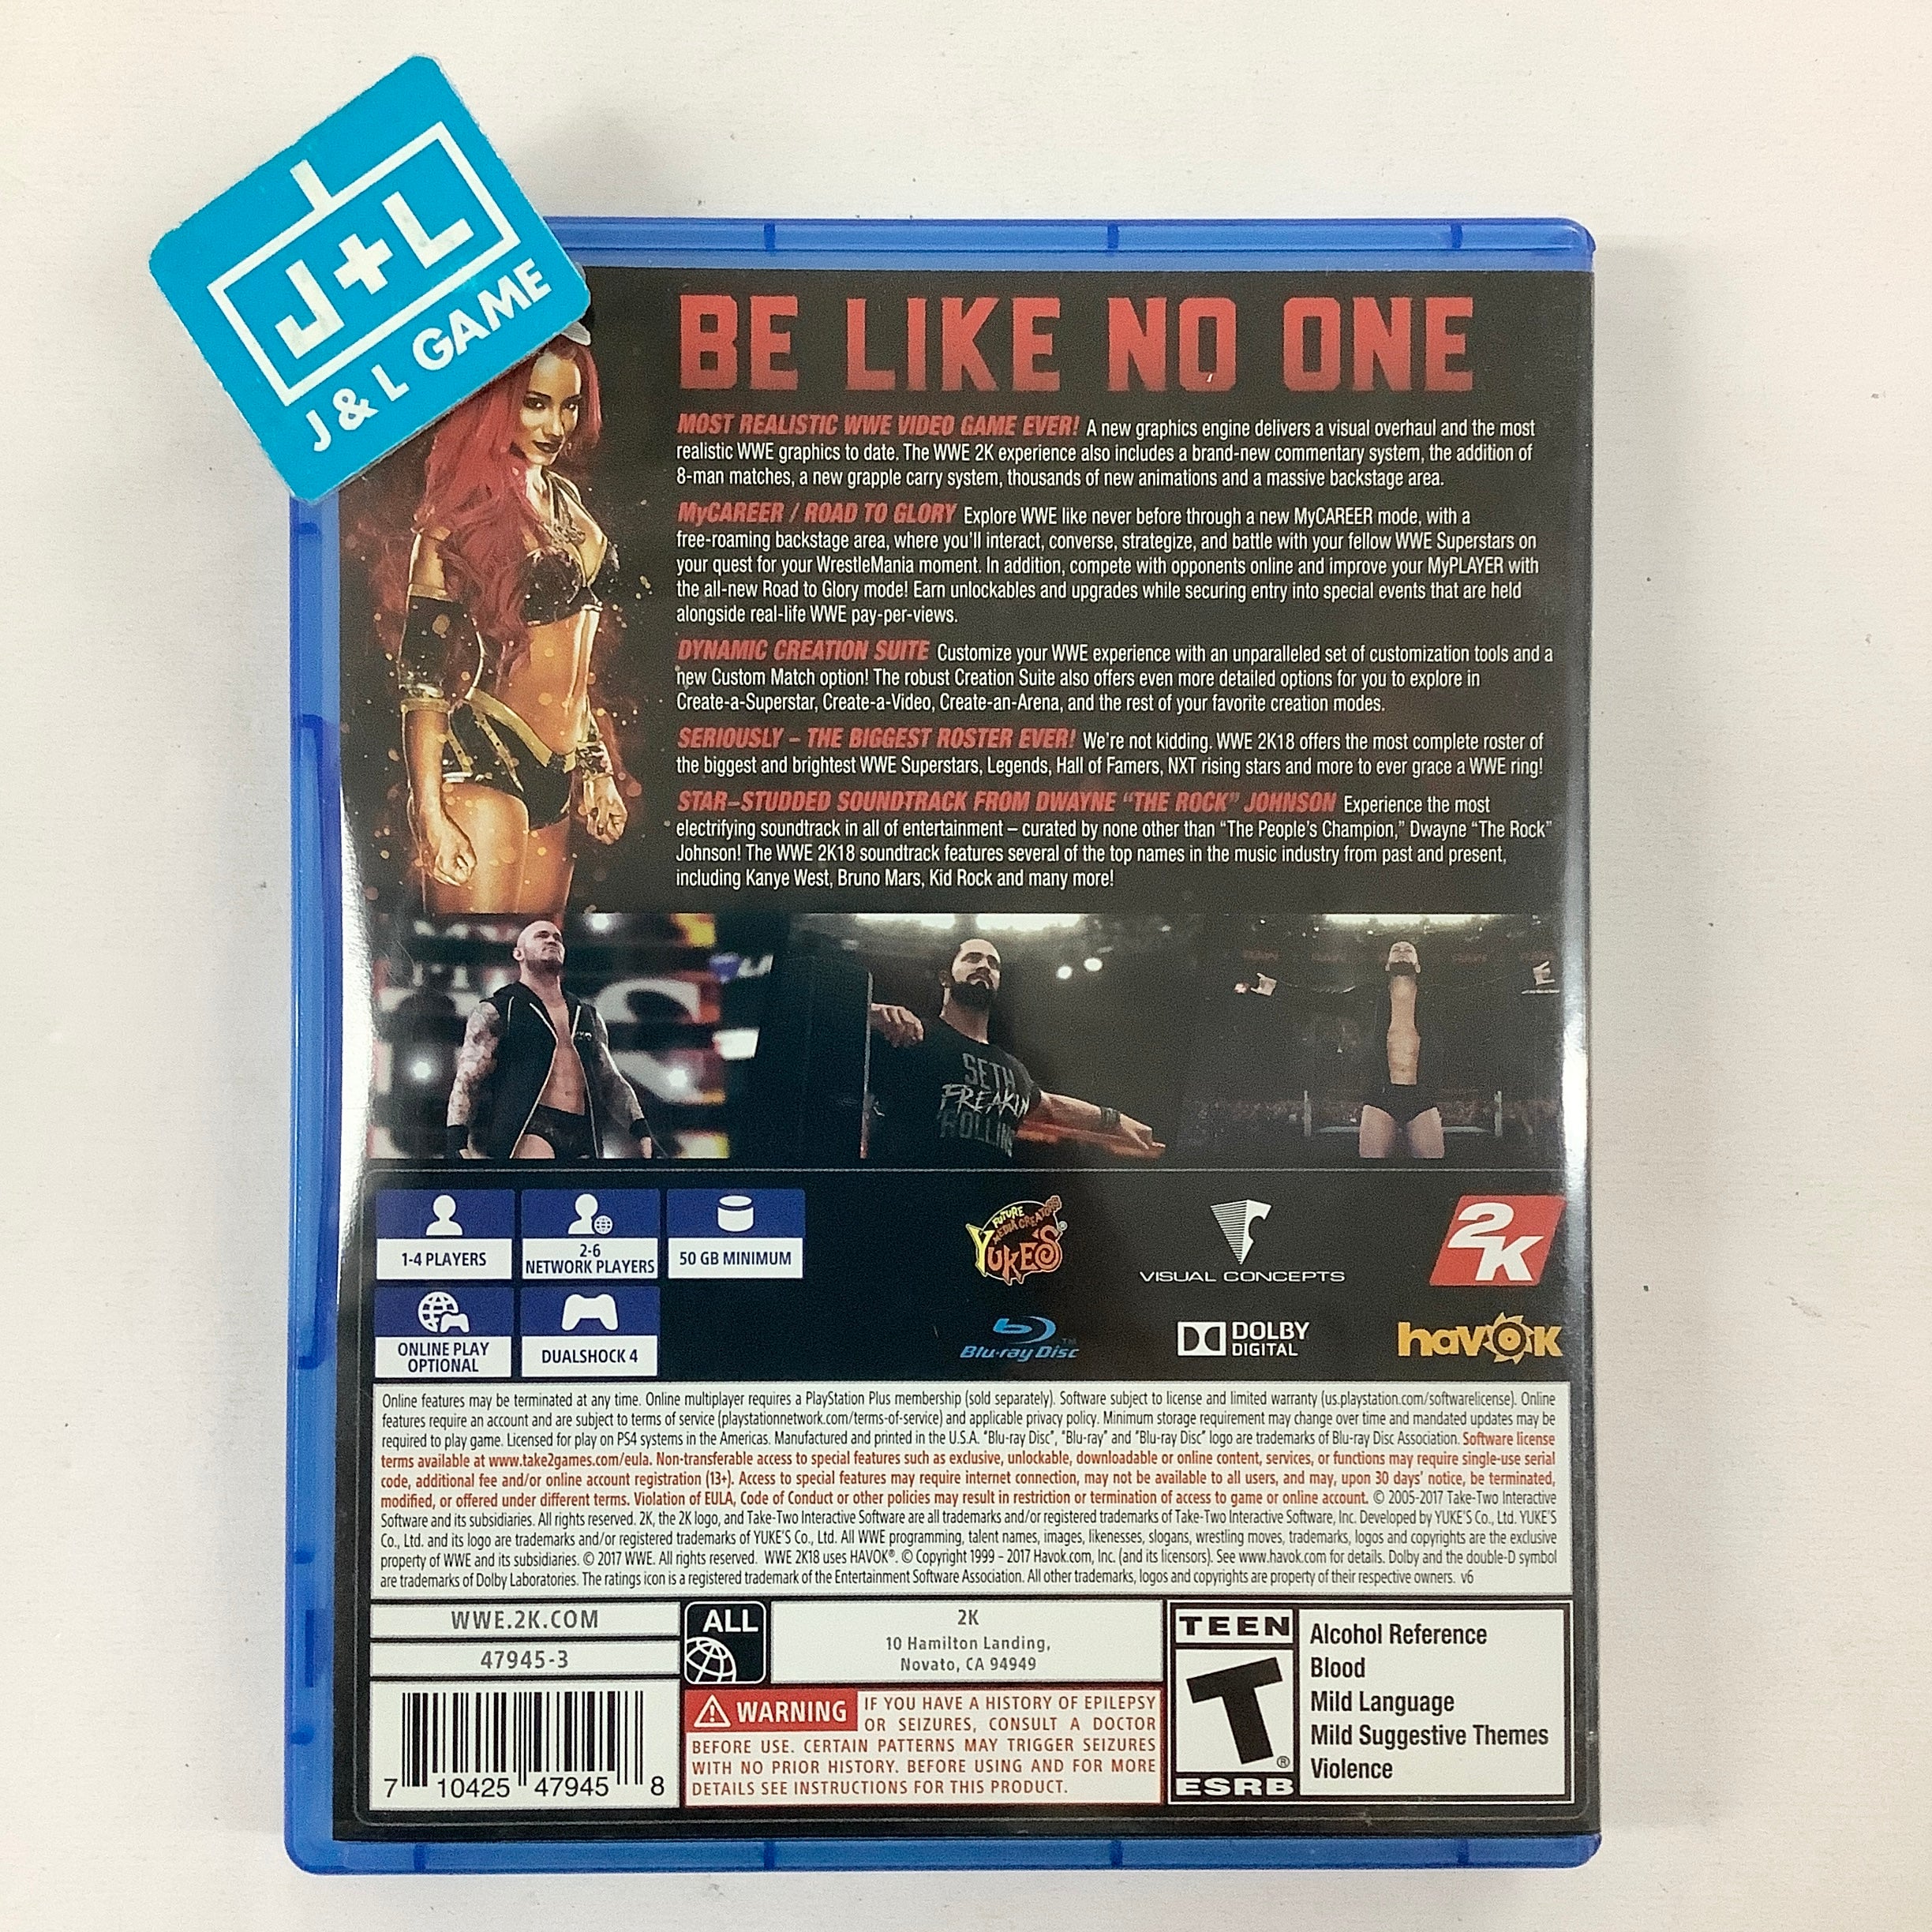 J+L
J & L GAME
BE LIKE NO ONE
MOST REALISTIC WWE VIDEO GAME EVER! A new graphics engine delivers a visual overhaul and the most
realistic WWE graphics to date. The WWE 2K experience also includes a brand-new commentary system, the addition of
8-man matches, a new grapple carry system, thousands of new animations and a massive backstage area.
MyCAREER / ROAD TO GLORY Explore WWE like never before through a new MyCAREER mode, with a
free-roaming backstage area, where you'll interact, converse, strategize, and battle with your fellow WWE Superstars on
your quest for your WrestleMania moment. In addition, compete with opponents online and improve your MyPLAYER with
the all-new Road to Glory mode! Earn unlockables and upgrades while securing entry into special events that are held
alongside real-life WWE pay-per-views.
DYNAMIC CREATION SUITE Customize your WWE experience with an unparalleled set of customization tools and a
new Custom Match option! The robust Creation Suite also offers even more detailed options for you to explore in
Create-a-Superstar, Create-a-Video, Create-an-Arena, and the rest of your favorite creation modes.
SERIOUSLY – THE BIGGEST ROSTER EVER! We're not kidding. WWE 2K18 offers the most complete roster of
the biggest and brightest WWE Superstars, Legends, Hall of Famers, NXT rising stars and more to ever grace a WWE ring!
STAR-STUDDED SOUNDTRACK FROM DWAYNE "THE ROCK" JOHNSON Experience the most
electrifying soundtrack in all of entertainment – curated by none other than "The People's Champion," Dwayne "The Rock"
Johnson! The WWE 2K18 soundtrack features several of the top names in the music industry from past and present,
including Kanye West, Bruno Mars, Kid Rock and many more!
SETH
FREAKIN
ROLLINS
1-4 PLAYERS
2-6
NETWORK PLAYERS
50 GB MINIMUM
FUTURE
MEDIA CREATOR
YUKE'S®
VISUAL CONCEPTS
2K
ONLINE PLAY
OPTIONAL
DUALSHOCK 4
Blu-ray Disc™
DOLBY
DIGITAL
havok
Online features may be terminated at any time. Online multiplayer requires a PlayStation Plus membership (sold separately). Software subject to license and limited warranty (us.playstation.com/softwarelicense). Online
features require an account and are subject to terms of service (playstationnetwork.com/terms-of-service) and applicable privacy policy. Minimum storage requirement may change over time and mandated updates may be
required to play game. Licensed for play on PS4 systems in the Americas. Manufactured and printed in the U.S.A. "Blu-ray Disc", "Blu-ray" and "Blu-ray Disc" logo are trademarks of Blu-ray Disc Association. Software license
terms available at www.take2games.com/eula. Non-transferable access to special features such as exclusive, unlockable, downloadable or online content, services, or functions may require single-use serial
code, additional fee and/or online account registration (13+). Access to special features may require internet connection, may not be available to all users, and may, upon 30 days' notice, be terminated,
modified, or offered under different terms. Violation of EULA, Code of Conduct or other policies may result in restriction or termination of access to game or online account. © 2005-2017 Take-Two Interactive
Software and its subsidiaries. All rights reserved. 2K, the 2K logo, and Take-Two Interactive Software are all trademarks and/or registered trademarks of Take-Two Interactive Software, Inc. Developed by YUKE'S Co., Ltd. YUKE'S
Co., Ltd. and its logo are trademarks and/or registered trademarks of YUKE'S Co., Ltd. All WWE programming, talent names, images, likenesses, slogans, wrestling moves, trademarks, logos and copyrights are the exclusive
property of WWE and its subsidiaries. © 2017 WWE. All rights reserved. WWE 2K18 uses HAVOK®. © Copyright 1999 – 2017 Havok.com, Inc. (and its licensors). See www.havok.com for details. Dolby and the double-D symbol
are trademarks of Dolby Laboratories. The ratings icon is a registered trademark of the Entertainment Software Association. All other trademarks, logos and copyrights are property of their respective owners. v6
WWE.2K.COM
47945-3
7 10425 47945 8
ALL
2K
10 Hamilton Landing,
Novato, CA 94949
WARNING IF YOU HAVE A HISTORY OF EPILEPSY
OR SEIZURES, CONSULT A DOCTOR
BEFORE USE. CERTAIN PATTERNS MAY TRIGGER SEIZURES
WITH NO PRIOR HISTORY. BEFORE USING AND FOR MORE
DETAILS SEE INSTRUCTIONS FOR THIS PRODUCT.
TEEN
T®
ESRB
Alcohol Reference
Blood
Mild Language
Mild Suggestive Themes
Violence